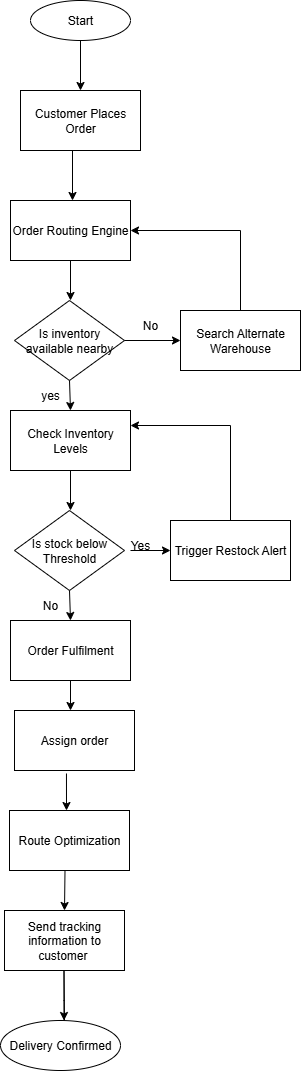 Start
Customer Places
Order
Order Routing Engine
Is inventory
available nearby
No
Search Alternate
Warehouse
yes
Check Inventory
Levels
Is stock below
Threshold
Yes
Trigger Restock Alert
No
Order Fulfilment
Assign order
Route Optimization
Send tracking
information to
customer
Delivery Confirmed